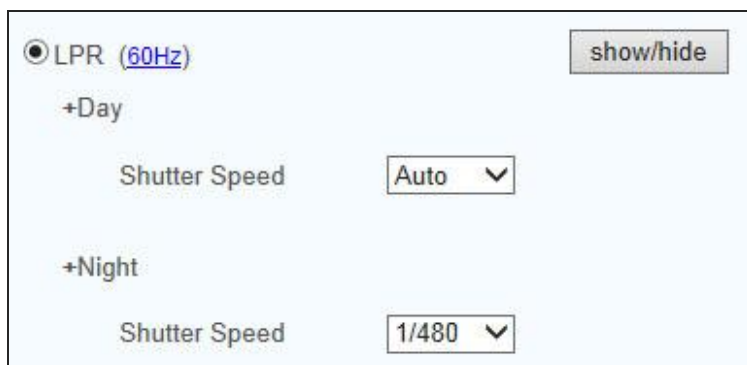 LPR (60Hz) show/hide
+Day
Shutter Speed Auto
+Night
Shutter Speed 1/480